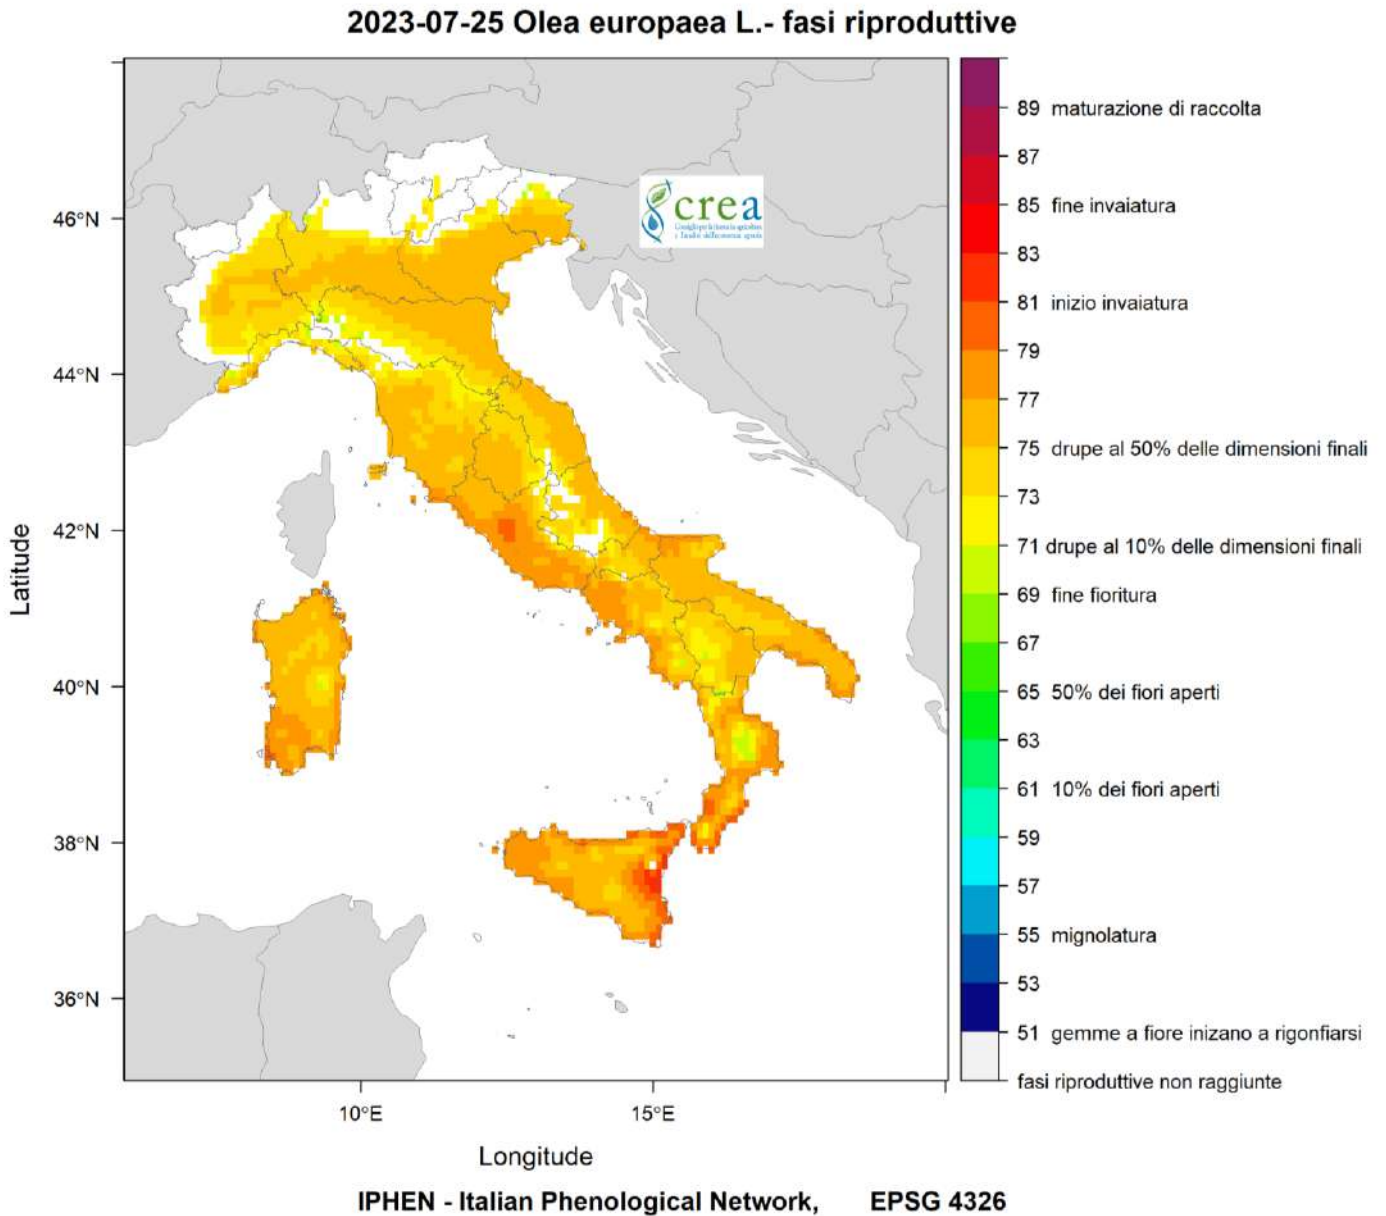 2023-07-25 Olea europaea L.- fasi riproduttive
crea
46°N
44°N
42°N
40°N
38°N
36°N
Latitude
10°E
15°E
Longitude
89 maturazione di raccolta
87
85 fine invaiatura
83
81 inizio invaiatura
79
77
75 drupe al 50% delle dimensioni finali
73
71 drupe al 10% delle dimensioni finali
69 fine fioritura
67
65 50% dei fiori aperti
63
61 10% dei fiori aperti
59
57
55 mignolatura
53
51 gemme a fiore inizano a rigonfiarsi
fasi riproduttive non raggiunte
IPHEN - Italian Phenological Network, EPSG 4326